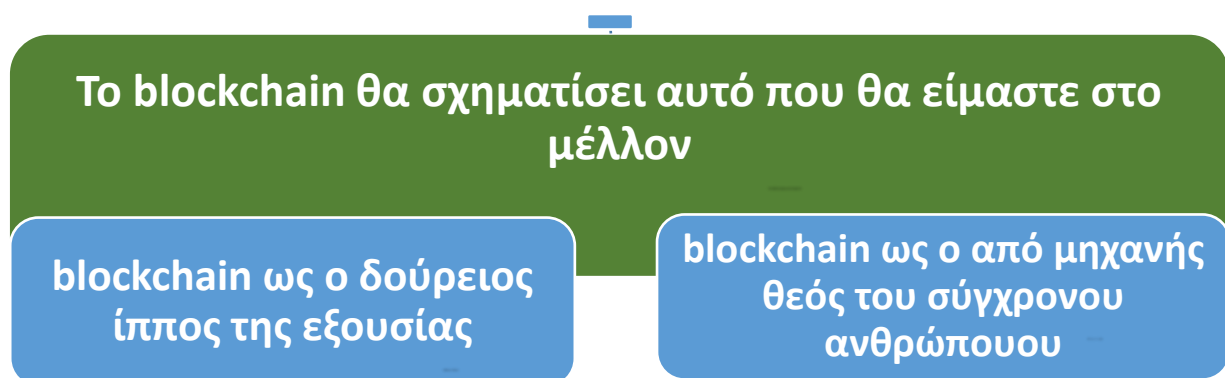 Το blockchain θα σχηματίσει αυτό που θα είμαστε στο
μέλλον
blockchain ως ο δούρειος
ίππος της εξουσίας
blockchain ως ο από μηχανής
θεός του σύγχρονου
ανθρώπουου